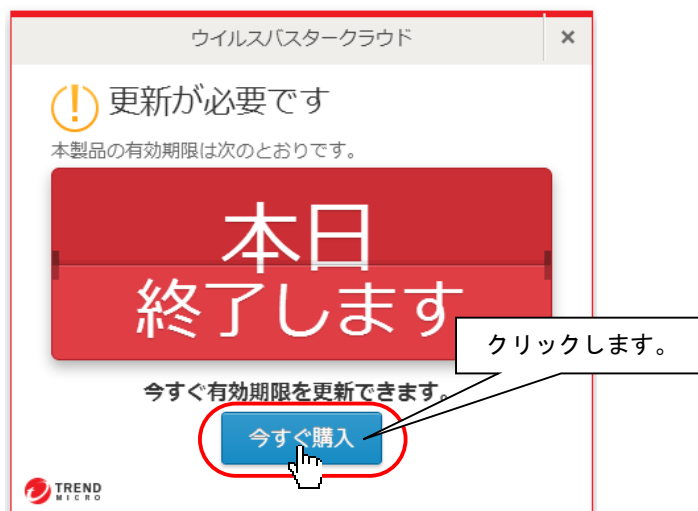 ウイルスバスタークラウド ×
更新が必要です
本製品の有効期限は次のとおりです。
本日
終了します
クリックします。
今すぐ有効期限を更新できます。
今すぐ購入
TREND
MICRO